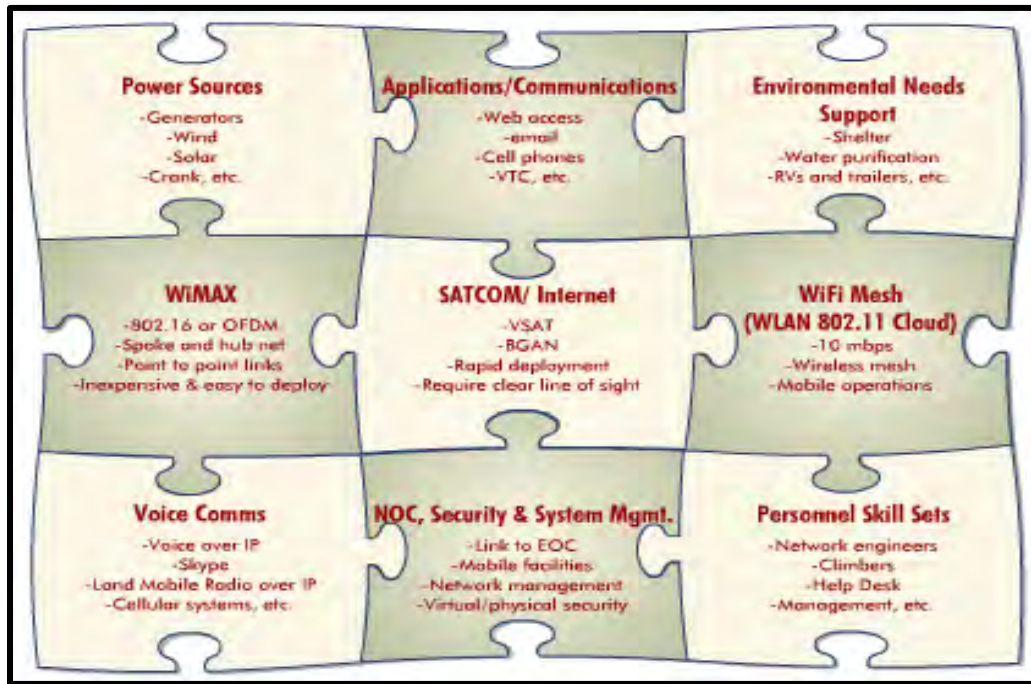 Power Sources
-Generators
-Wind
-Solar
-Crank, etc.
Applications/Communications
-Web access
-email
-Cell phones
-VTC, etc.
Environmental Needs
Support
-Shelter
-Water purification
-RVs and trailers, etc.
WiMAX
-802.16 or OFDM
-Spoke and hub net
-Point to point links
-Inexpensive & easy to deploy
SATCOM/ Internet
-VSAT
-BGAN
-Rapid deployment
-Require clear line of sight
WiFi Mesh
(WLAN 802.11 Cloud)
-10 mbps
-Wireless mesh
-Mobile operations
Voice Comms
-Voice over IP
-Skype
-Land Mobile Radio over IP
-Cellular systems, etc.
NOC, Security & System Mgmt.
-Link to EOC
-Mobile facilities
-Network management
-Virtual/physical security
Personnel Skill Sets
-Network engineers
-Climbers
-Help Desk
-Management, etc.